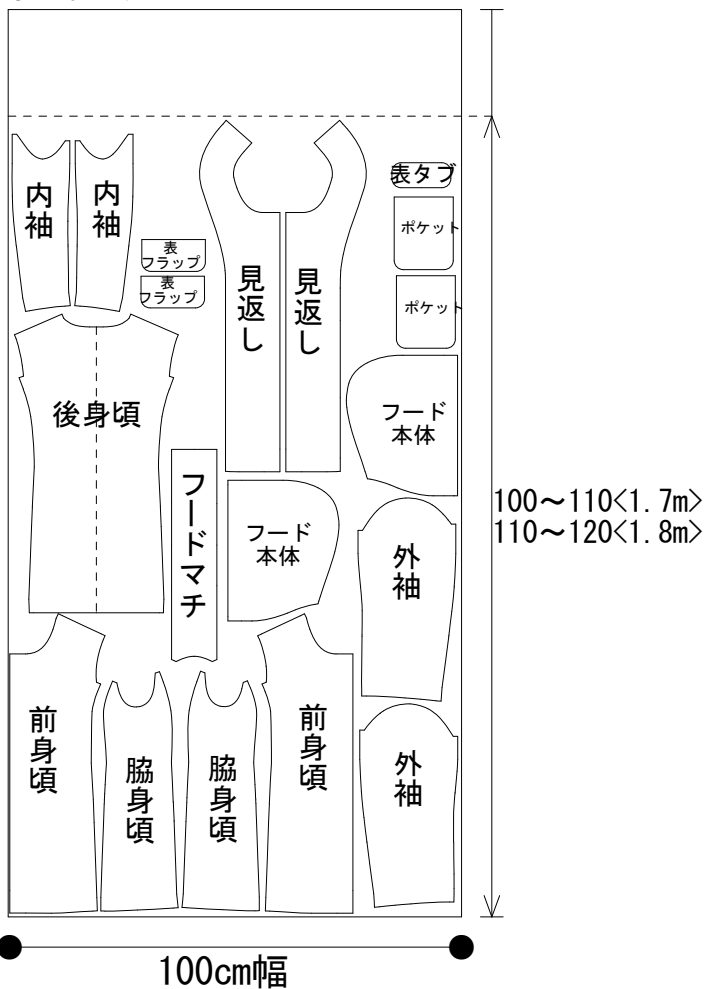 内袖
内袖
表
フラップ
表
フラップ
見返し
見返し
表タブ
ポケット
ポケット
後身頃
フードマチ
フード
本体
フード
本体
外袖
100～110<1.7m>
110～120<1.8m>
前身頃
脇身頃
脇身頃
前身頃
外袖
100cm幅